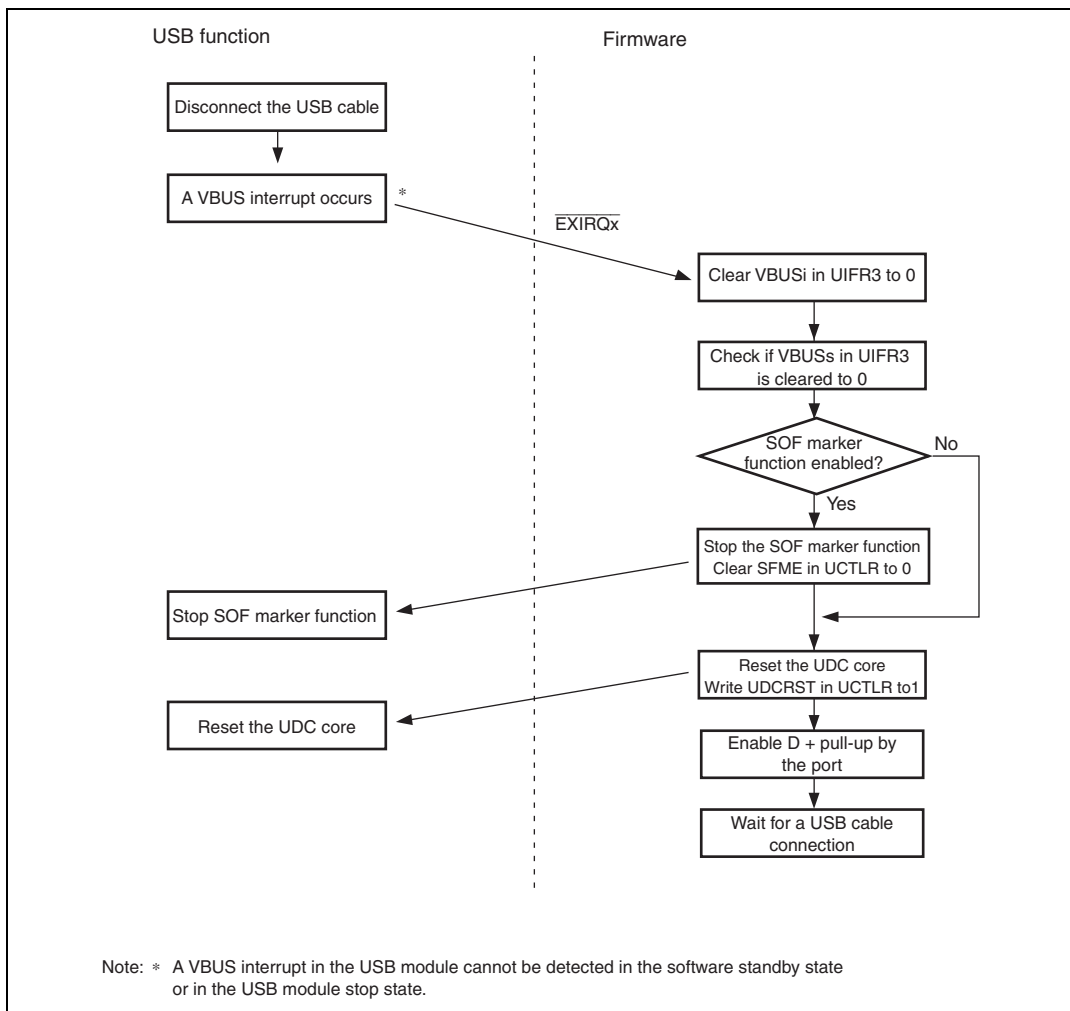 USB function
Firmware
Disconnect the USB cable
A VBUS interrupt occurs *
EXIRQx
Clear VBUSi in UIFR3 to 0
Check if VBUSs in UIFR3
is cleared to 0
SOF marker
function enabled?
No
Yes
Stop the SOF marker function
Clear SFME in UCTLR to 0
Stop SOF marker function
Reset the UDC core
Write UDCRST in UCTLR to1
Reset the UDC core
Enable D + pull-up by
the port
Wait for a USB cable
connection
Note: * A VBUS interrupt in the USB module cannot be detected in the software standby state
or in the USB module stop state.